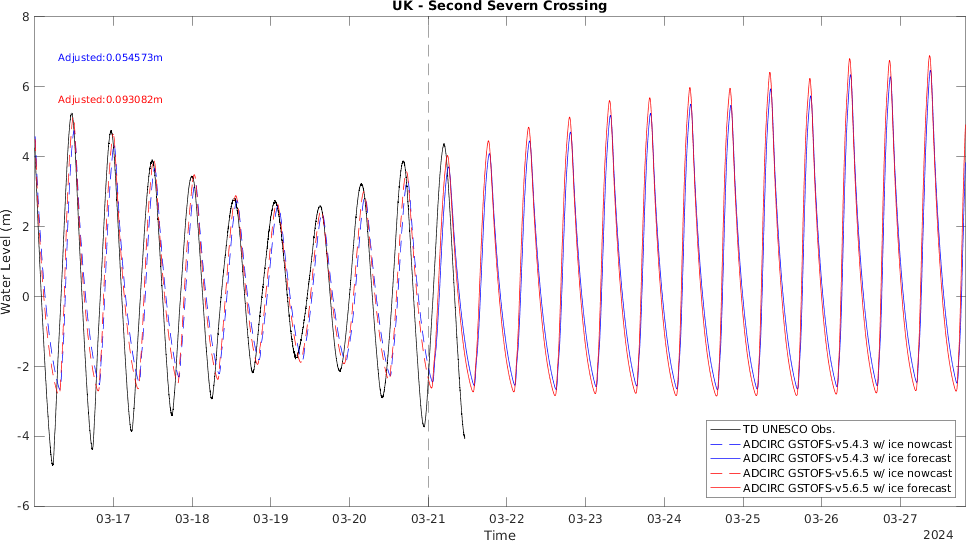 UK - Second Severn Crossing
8
6
4
2
0
-2
-4
-6
Water Level (m)
Adjusted:0.054573m
Adjusted:0.093082m
TD UNESCO Obs.
ADCIRC GSTOFS-v5.4.3 w/ ice nowcast
ADCIRC GSTOFS-v5.4.3 w/ ice forecast
ADCIRC GSTOFS-v5.6.5 w/ ice nowcast
ADCIRC GSTOFS-v5.6.5 w/ ice forecast
03-17 03-18 03-19 03-20 03-21 03-22 03-23 03-24 03-25 03-26 03-27
Time
2024